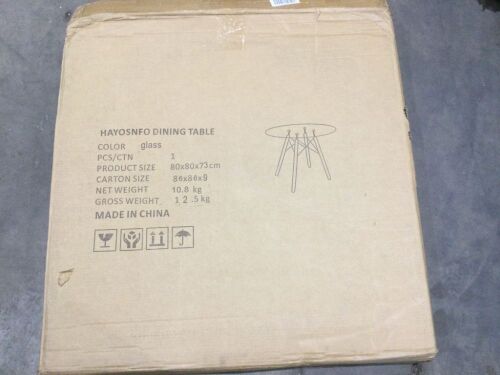 HAYOSNFO DINING TABLE
COLOR glass
PCS/CTN 1
PRODUCT SIZE 80x80x73cm
CARTON SIZE 86x86x9
NET WEIGHT 10.8 kg
GROSS WEIGHT 12.5 kg
MADE IN CHINA